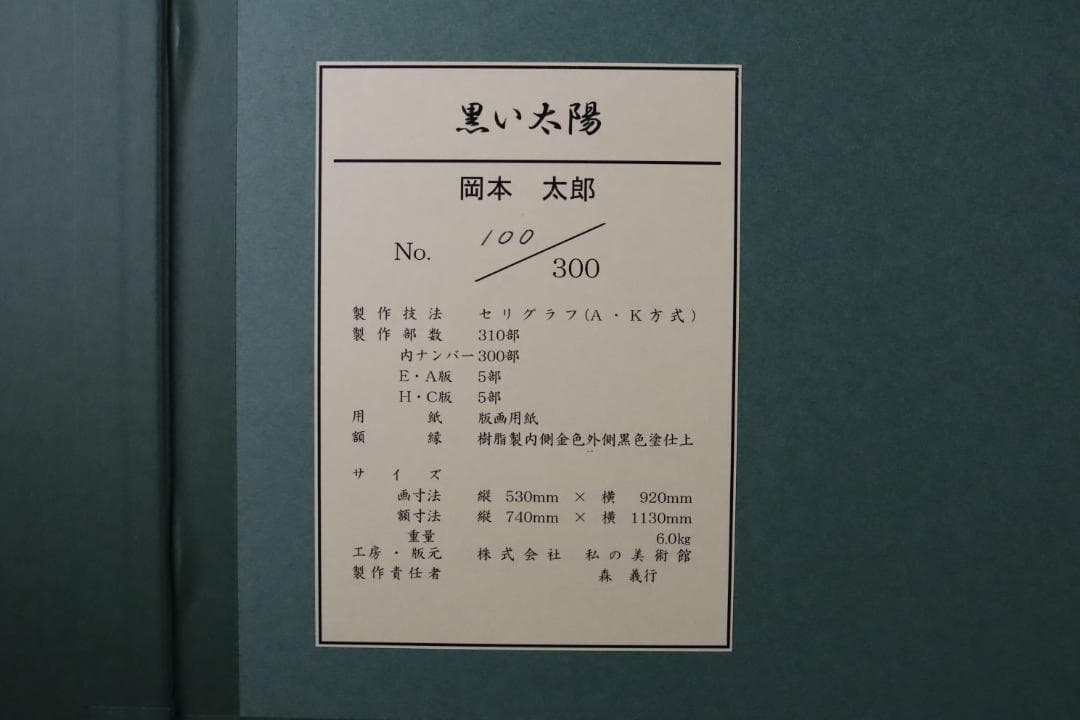 黒い太陽
岡本 太郎
No. 100/300
製作技法 セリグラフ(A・K方式)
製作部数 310部
内ナンバー300部
E・A版 5部
H・C版 5部
用紙 版画用紙
額縁 樹脂製内側金色外側黒色塗仕上
サイズ
画寸法 縦 530mm × 横 920mm
額寸法 縦 740mm × 横 1130mm
重量 6.0kg
工房・版元 株式会社 私の美術館
製作責任者 森 義行